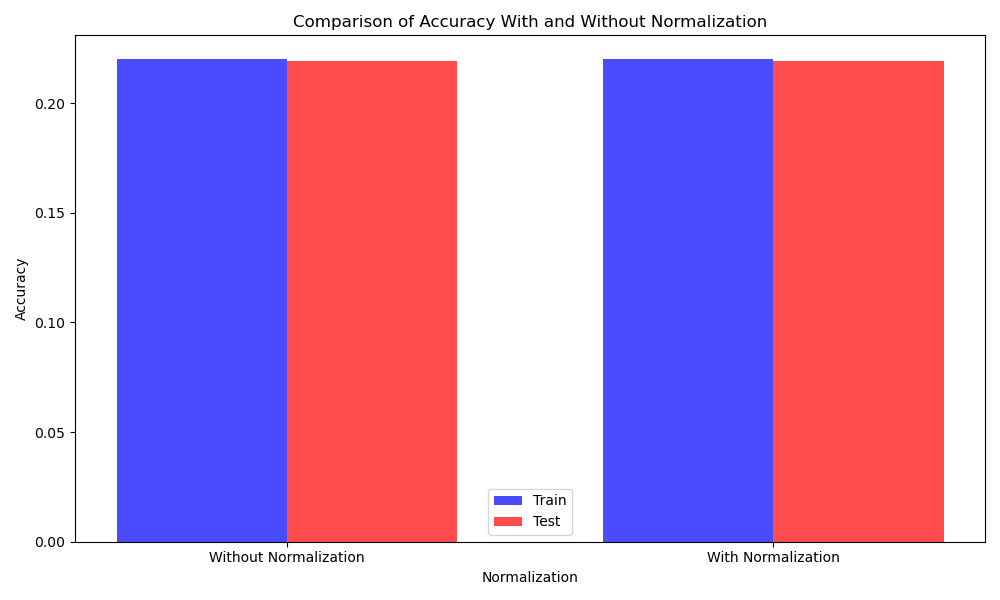 Comparison of Accuracy With and Without Normalization
Accuracy
0.20
0.15
0.10
0.05
0.00
Train
Test
Without Normalization
With Normalization
Normalization